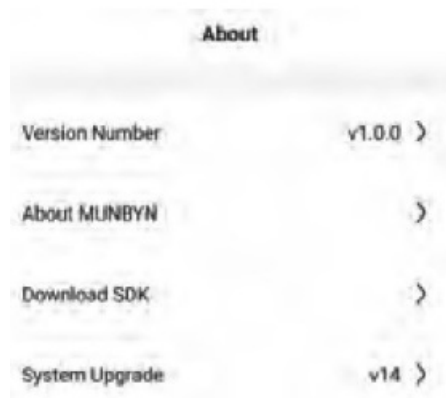 About
Version Number v1.0.0 >
About MUNBYN >
Download SDK >
System Upgrade v14 >